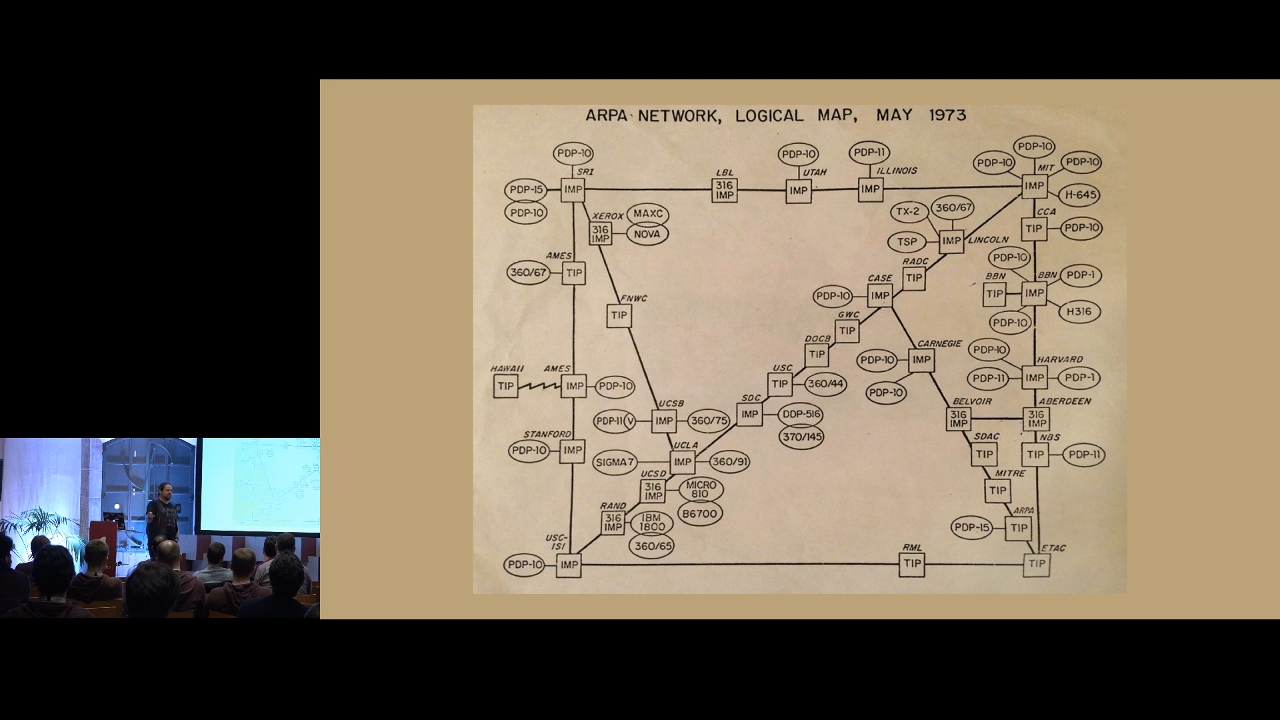 ARPA NETWORK, LOGICAL MAP, MAY 1973
PDP-10
SRI
IMP
PDP-15
PDP-10
LBL
316
IMP
PDP-10
UTAH
IMP
PDP-11
ILLINOIS
IMP
PDP-10
PDP-10
PDP-10
MIT
IMP
H-645
XEROX
316
IMP
MAXC
NOVA
TX-2
360/67
TSP
IMP
LINCOLN
CCA
TIP
PDP-10
AMES
360/67
TIP
RADC
TIP
CASE
PDP-10
IMP
PDP-10
BBN
TIP
BBN
IMP
PDP-1
H316
PDP-10
FNWC
TIP
GWC
TIP
DOCB
TIP
CARNEGIE
PDP-10
IMP
PDP-10
PDP-10
HARVARD
PDP-11
IMP
PDP-1
HAWAII
TIP
AMES
IMP
PDP-10
USC
TIP
360/44
UCSB
PDP-11
V
IMP
360/75
SDC
IMP
DDP-516
370/145
BELVOIR
316
IMP
ABERDEEN
316
IMP
STANFORD
PDP-10
IMP
UCLA
SIGMA 7
IMP
360/91
SDAC
TIP
NBS
TIP
PDP-11
UCSD
316
IMP
MICRO
810
B6700
MITRE
TIP
RAND
316
IMP
IBM
1800
360/65
ARPA
PDP-15
TIP
USC-
ISI
PDP-10
IMP
RML
TIP
ETAC
TIP